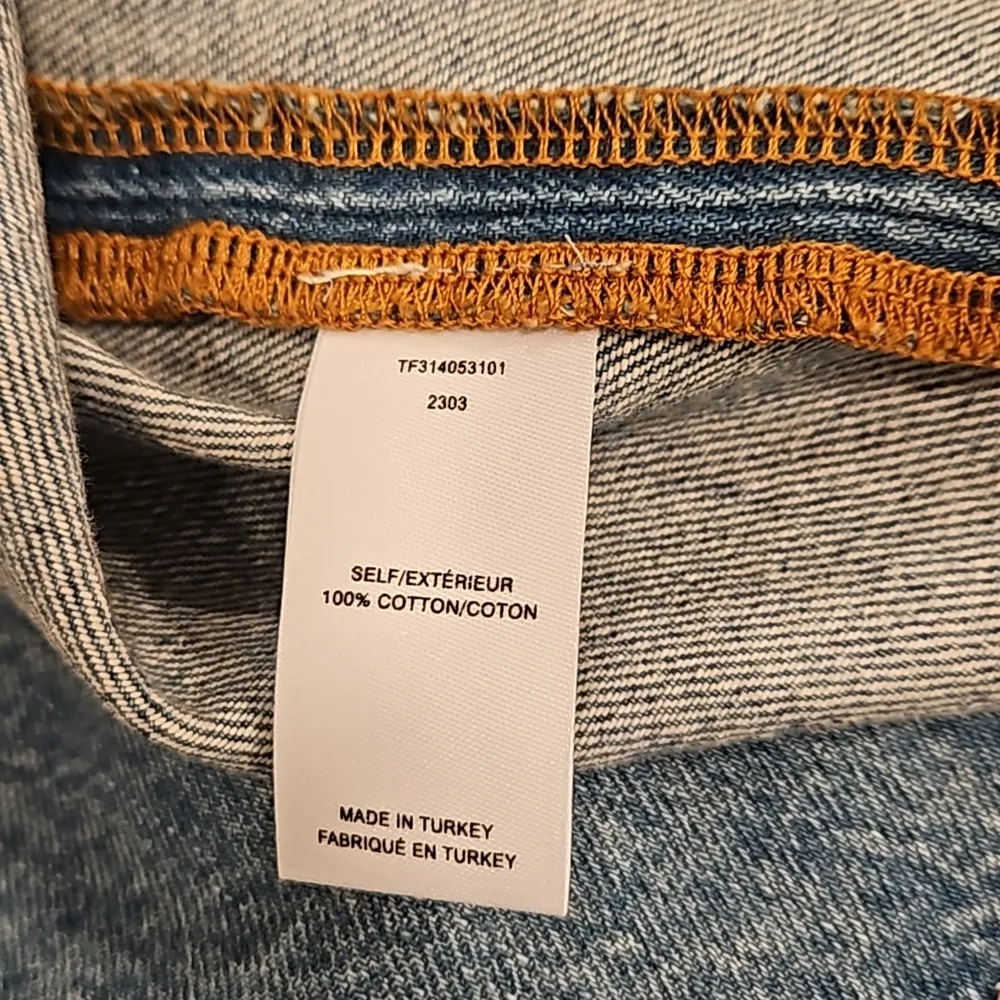 TF314053101
2303
SELF/EXTÉRIEUR
100% COTTON/COTON
MADE IN TURKEY
FABRIQUÉ EN TURKEY